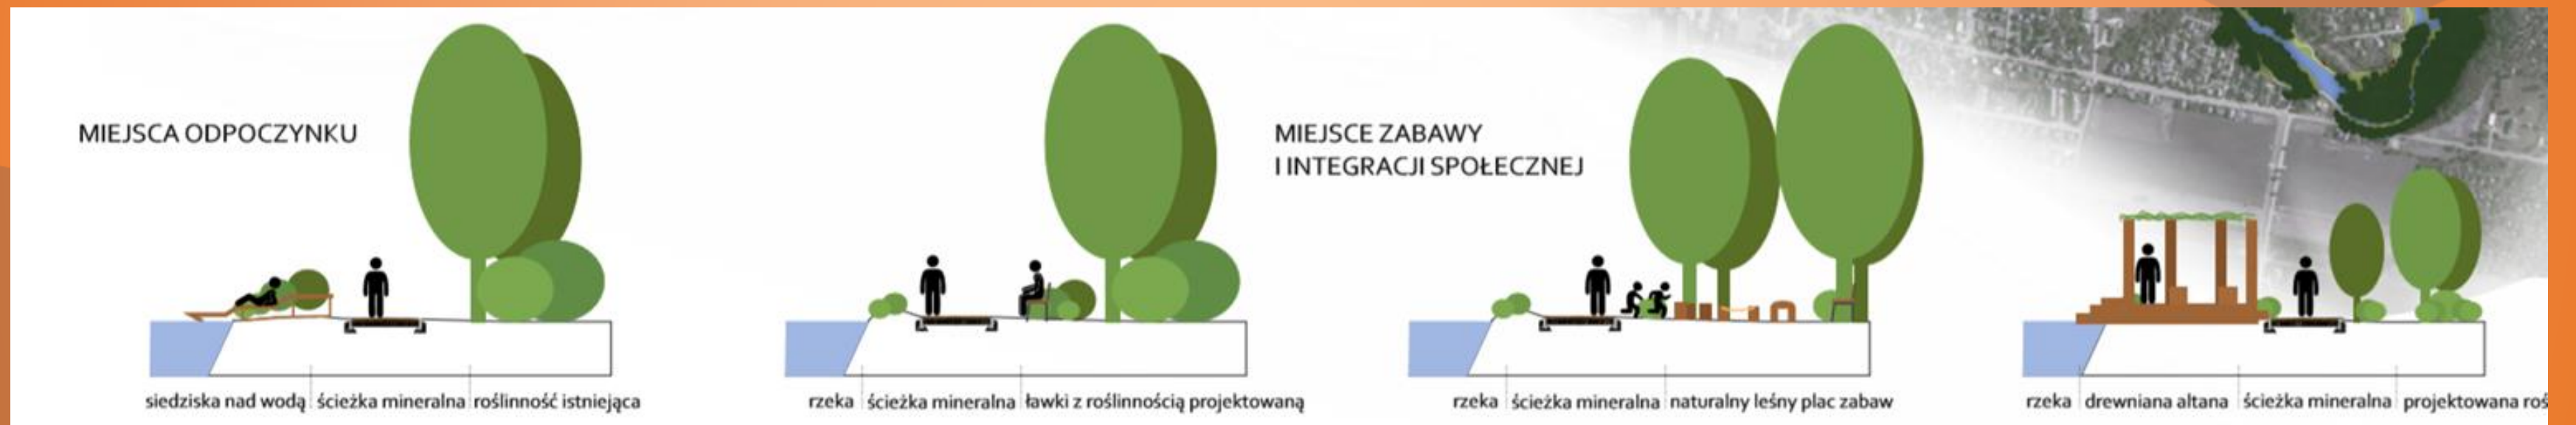 MIEJSCA ODPOCZYNKU
MIEJSCE ZABAWY
I INTEGRACJI SPOŁECZNEJ
siedziska nad wodą ścieżka mineralna roślinność istniejąca
rzeka ścieżka mineralna ławki z roślinnością projektowaną
rzeka ścieżka mineralna naturalny leśny plac zabaw
rzeka drewniana altana ścieżka mineralna projektowana